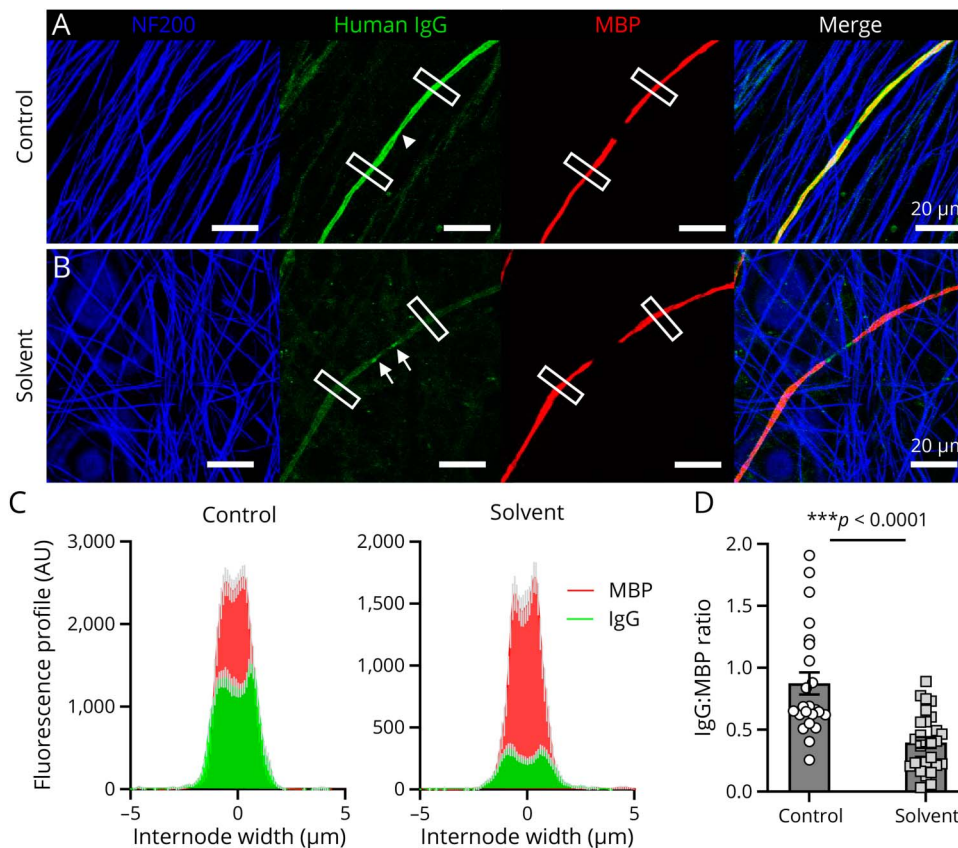 A NF200 Human IgG MBP Merge
Control
20 µm
B
Solvent
20 µm
C
Control Solvent
Fluorescence profile (AU)
3,000
2,000
1,000
0
−5 0 5
Internode width (µm)
2,000
1,500
1,000
500
0
−5 0 5
Internode width (µm)
MBP
IgG
D
***p < 0.0001
IgG:MBP ratio
2.0
1.5
1.0
0.5
0.0
Control Solvent